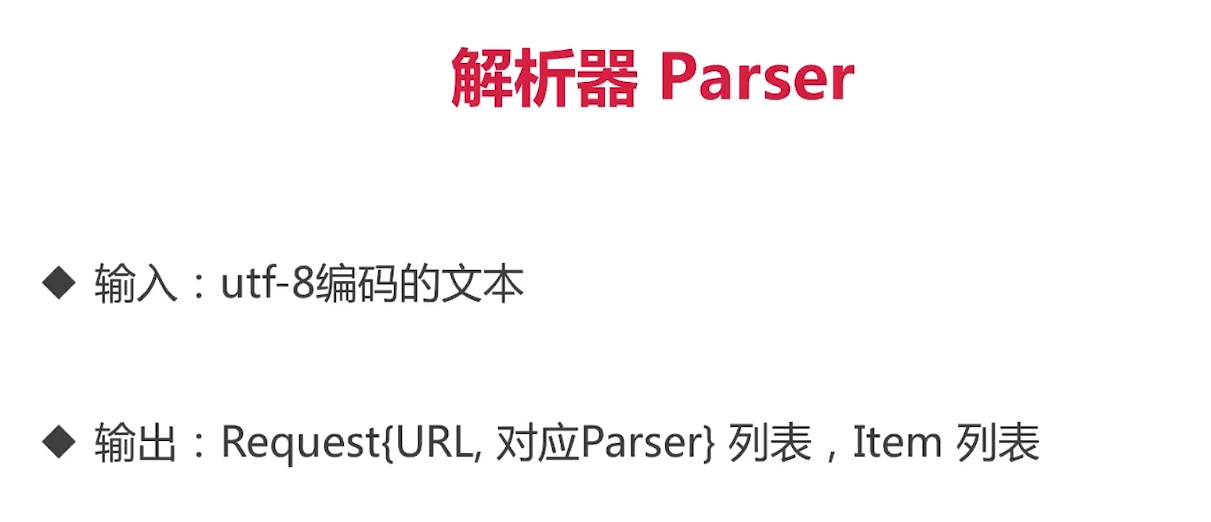 解析器 Parser
◆ 输入：utf-8编码的文本
◆ 输出：Request{URL, 对应Parser} 列表，Item 列表